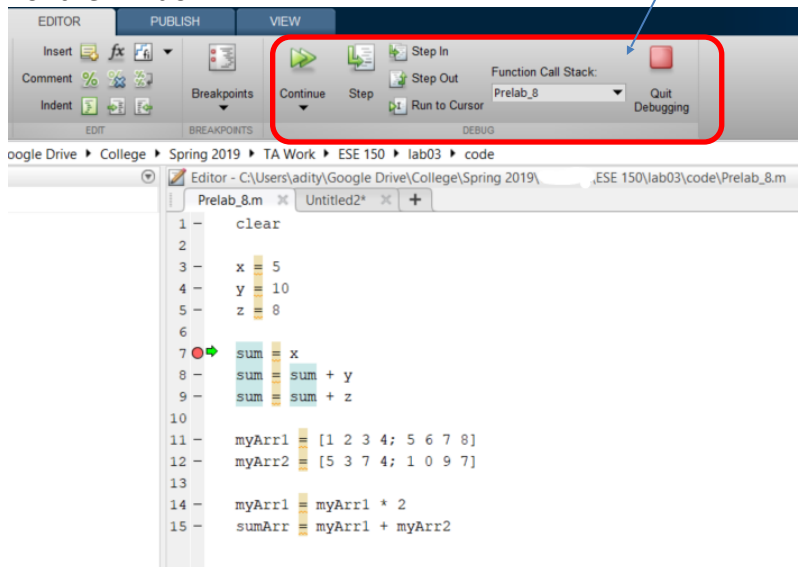 EDITOR PUBLISH VIEW
Insert fx fi
Comment % %
Indent
Breakpoints
Continue
Step
Step In
Step Out
Run to Cursor
Function Call Stack:
Prelab_8
Quit
Debugging
EDIT BREAKPOINTS DEBUG
oogle Drive College Spring 2019 TA Work ESE 150 lab03 code
Editor - C:\Users\adity\Google Drive\College\Spring 2019\ ,ESE 150\lab03\code\Prelab_8.m
Prelab_8.m Untitled2* +
1 - clear
2
3 - x = 5
4 - y = 10
5 - z = 8
6
7 sum = x
8 - sum = sum + y
9 - sum = sum + z
10
11 - myArr1 = [1 2 3 4; 5 6 7 8]
12 - myArr2 = [5 3 7 4; 1 0 9 7]
13
14 - myArr1 = myArr1 * 2
15 - sumArr = myArr1 + myArr2